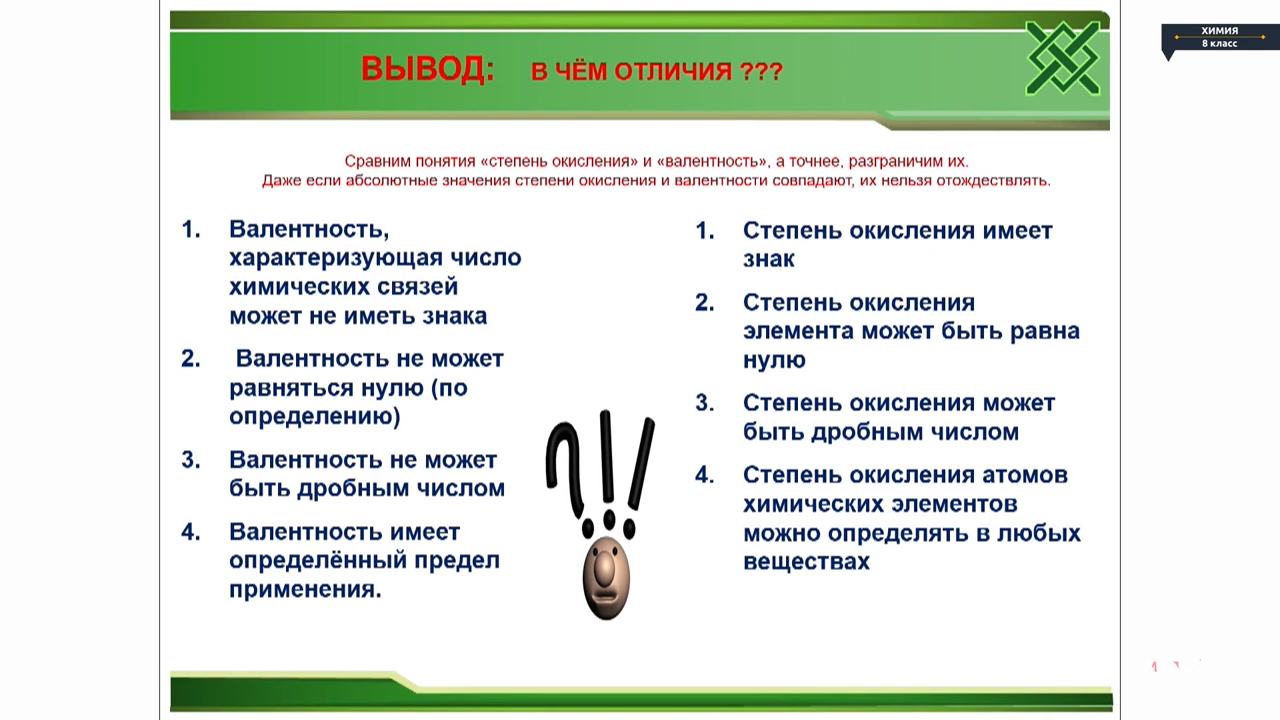 ХИМИЯ
8 класс
ВЫВОД: В ЧЁМ ОТЛИЧИЯ ???
Сравним понятия «степень окисления» и «валентность», а точнее, разграничим их.
Даже если абсолютные значения степени окисления и валентности совпадают, их нельзя отождествлять.
1. Валентность,
характеризующая число
химических связей
может не иметь знака
2. Валентность не может
равняться нулю (по
определению)
3. Валентность не может
быть дробным числом
4. Валентность имеет
определённый предел
применения.
1. Степень окисления имеет
знак
2. Степень окисления
элемента может быть равна
нулю
3. Степень окисления может
быть дробным числом
4. Степень окисления атомов
химических элементов
можно определять в любых
веществах